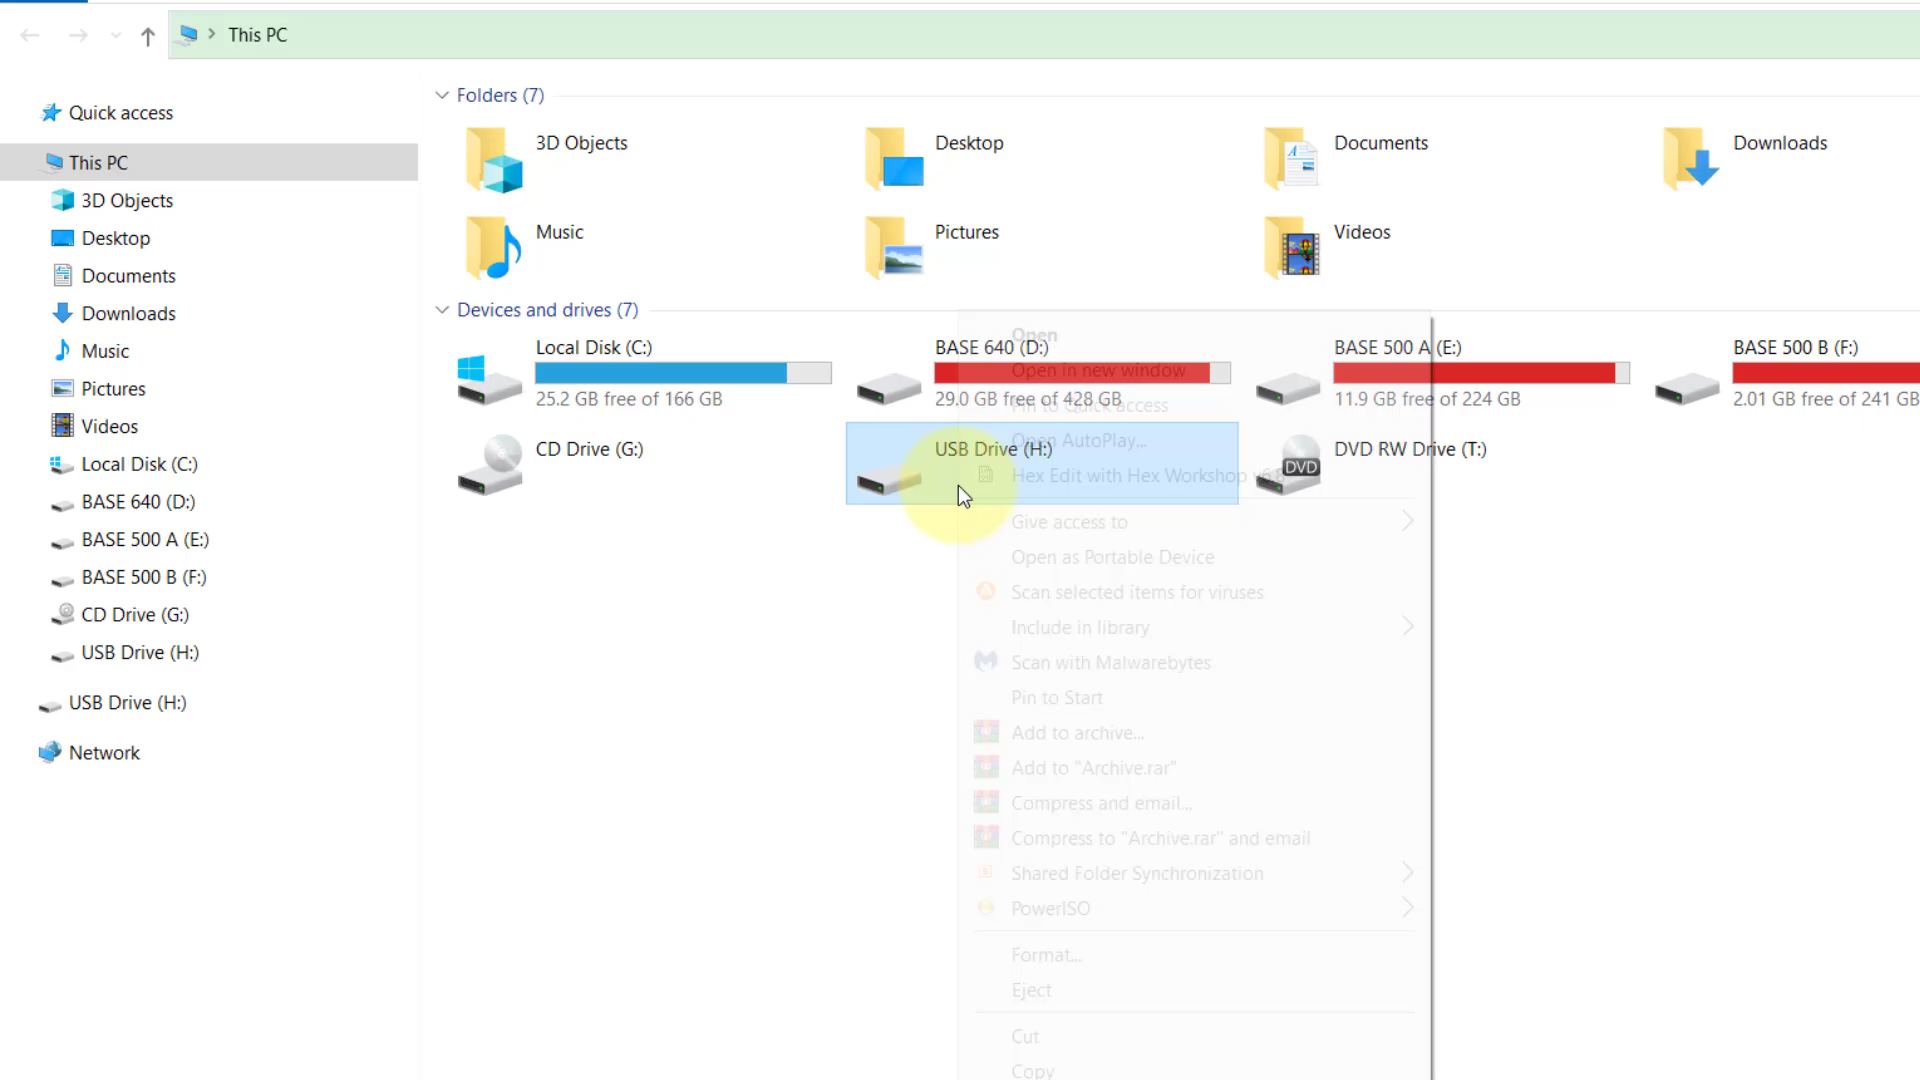 This PC
Quick access
This PC
3D Objects
Desktop
Documents
Downloads
Music
Pictures
Videos
Local Disk (C:)
BASE 640 (D:)
BASE 500 A (E:)
BASE 500 B (F:)
CD Drive (G:)
USB Drive (H:)
USB Drive (H:)
Network
Folders (7)
3D Objects
Desktop
Documents
Downloads
Music
Pictures
Videos
Devices and drives (7)
Local Disk (C:)
25.2 GB free of 166 GB
BASE 640 (D:)
29.0 GB free of 428 GB
BASE 500 A (E:)
11.9 GB free of 224 GB
BASE 500 B (F:)
2.01 GB free of 241 GB
CD Drive (G:)
USB Drive (H:)
DVD RW Drive (T:)
DVD
Open
Open in new window
Pin to Quick access
Open AutoPlay...
Hex Edit with Hex Workshop v6.8
Give access to
Open as Portable Device
Scan selected items for viruses
Include in library
Scan with Malwarebytes
Pin to Start
Add to archive...
Add to "Archive.rar"
Compress and email...
Compress to "Archive.rar" and email
Shared Folder Synchronization
PowerISO
Format...
Eject
Cut
Copy